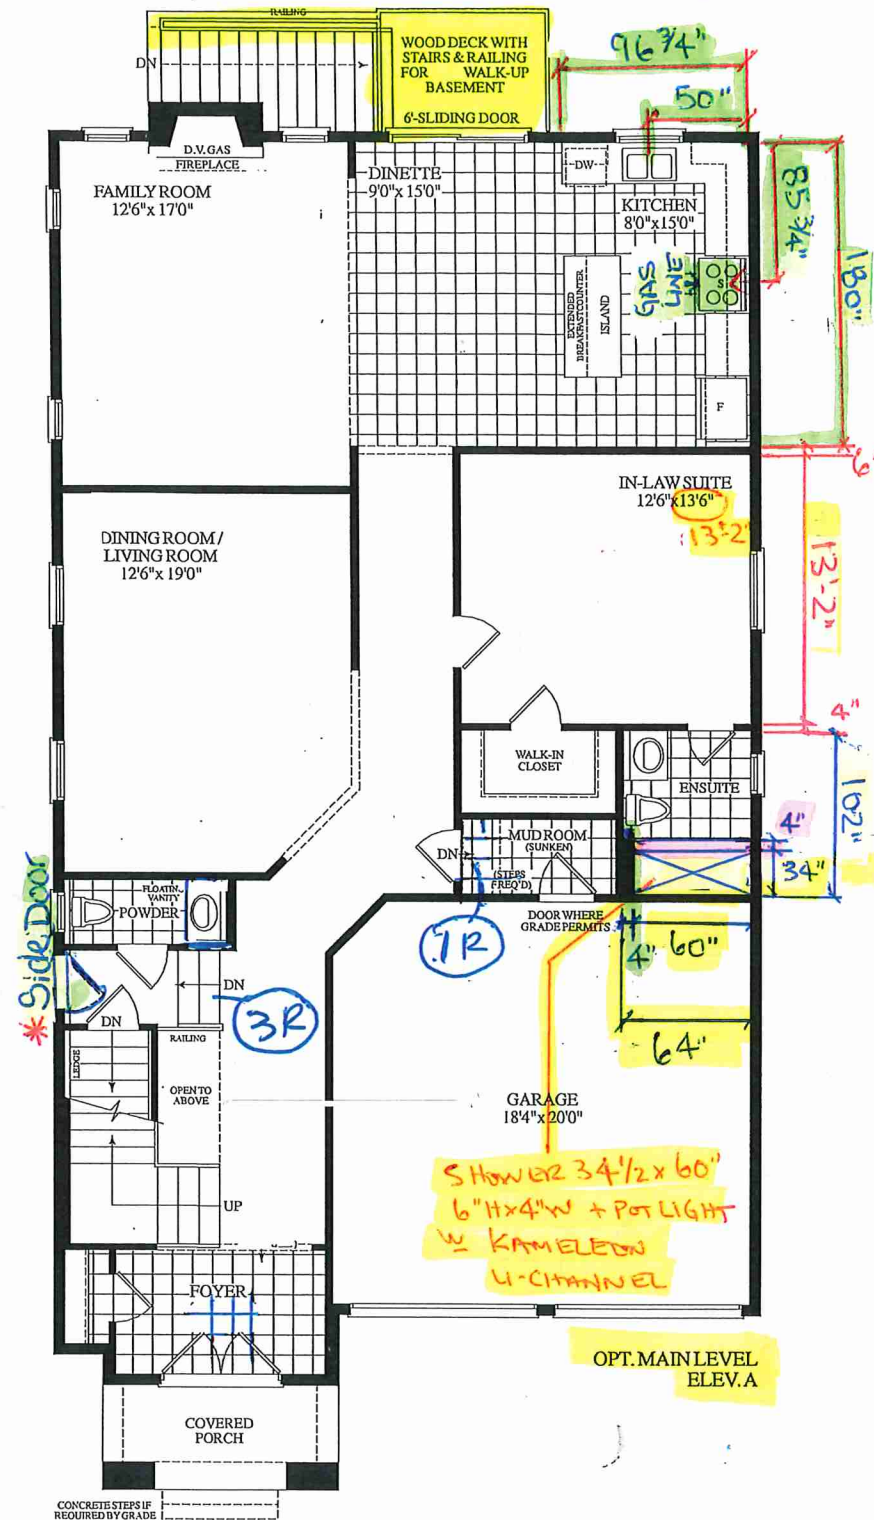 RAILING
DN
WOOD DECK WITH
STAIRS & RAILING
FOR WALK-UP
BASEMENT
6'-SLIDING DOOR
96 3/4"
50"
D.V. GAS
FIREPLACE
FAMILY ROOM
12'6"x 17'0"
DINETTE
9'0"x 15'0"
DW
KITCHEN
8'0"x15'0"
85 3/4"
180"
GAS
LINE
S
EXTENDED
BREAKFAST COUNTER
ISLAND
F
6"
IN-LAW SUITE
12'6"x13'6"
13'-2"
13'-2"
DINING ROOM /
LIVING ROOM
12'6"x 19'0"
4"
WALK-IN
CLOSET
ENSUITE
102"
4"
34"
MUD ROOM
(SUNKEN)
DN
(STEPS
REQ'D)
FLOATING
VANITY
POWDER
DOOR WHERE
GRADE PERMITS
1R
4"
60"
64"
* Side Door
DN
DN
3R
RAILING
LEDGE
OPEN TO
ABOVE
GARAGE
18'4"x 20'0"
UP
SHOWER 34 1/2 x 60"
6"H x 4"W + POT LIGHT
W KAMELEON
U-CHANNEL
FOYER
OPT. MAIN LEVEL
ELEV. A
COVERED
PORCH
CONCRETE STEPS IF
REQUIRED BY GRADE